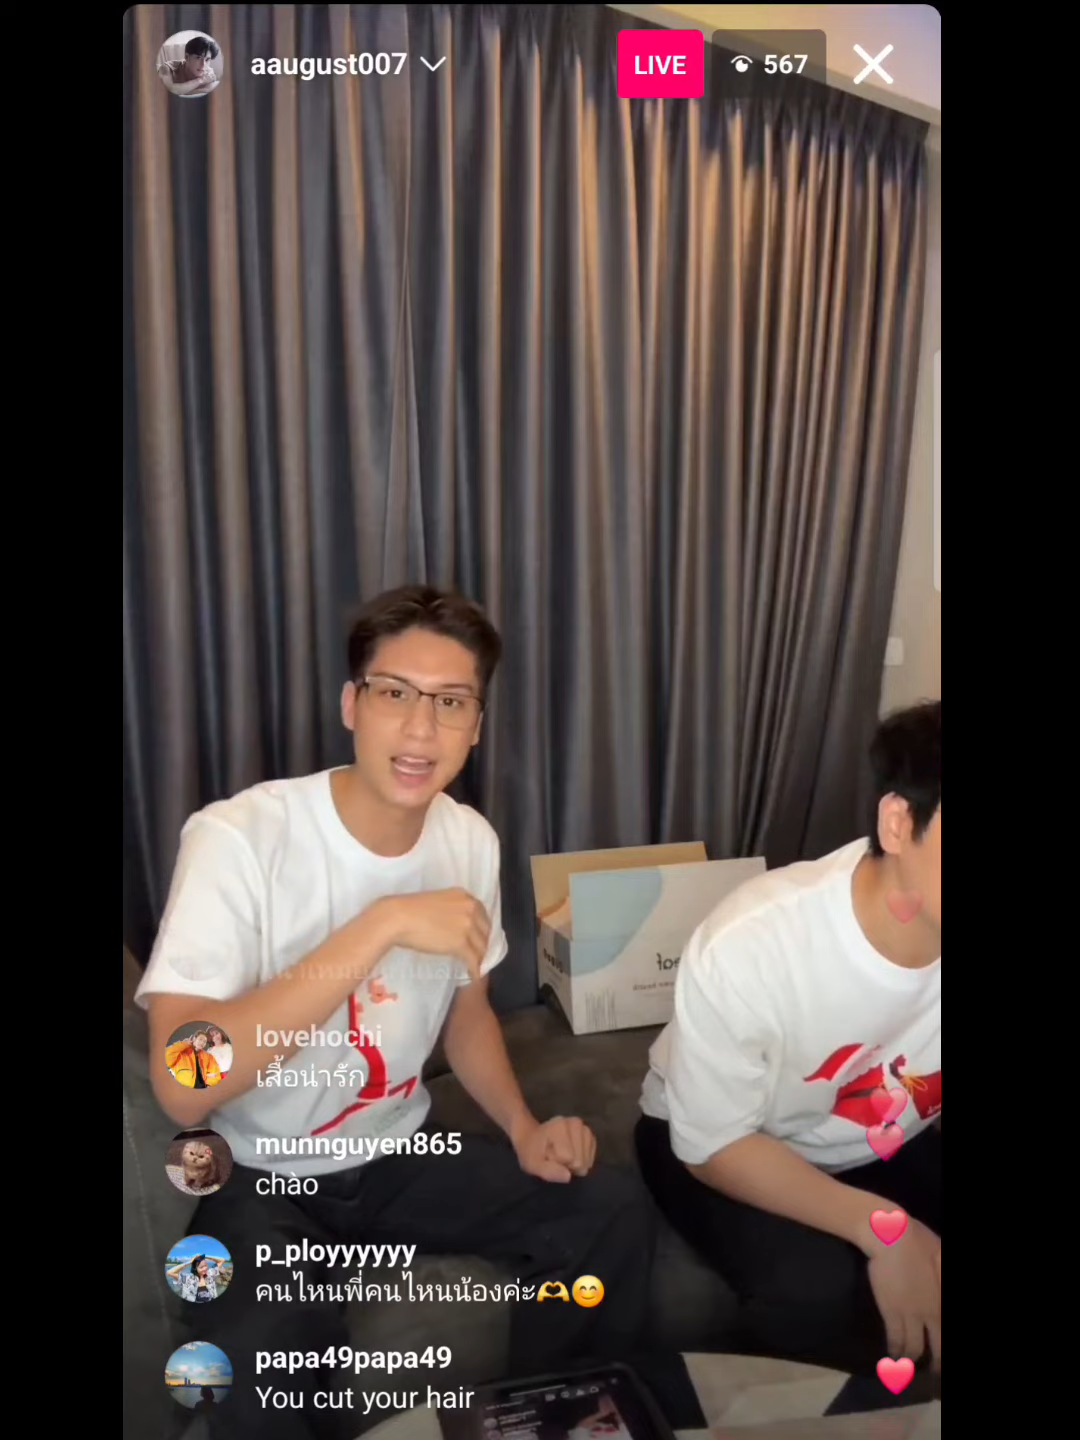 aaugust007
LIVE
567
lovehochi
เสื้อน่ารัก
munnguyen865
chào
p_ployyyyyy
คนไหนพี่คนไหนน้องค่ะ🫶😊
papa49papa49
You cut your hair